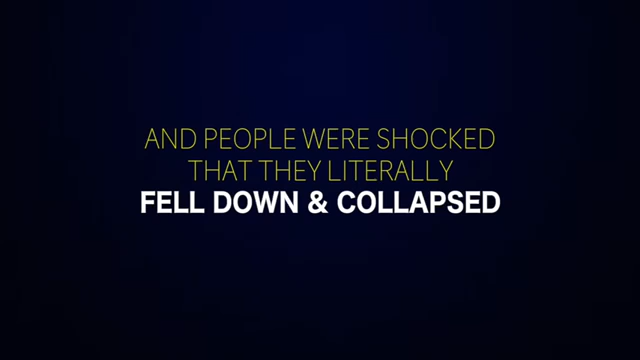 AND PEOPLE WERE SHOCKED
THAT THEY LITERALLY
FELL DOWN & COLLAPSED